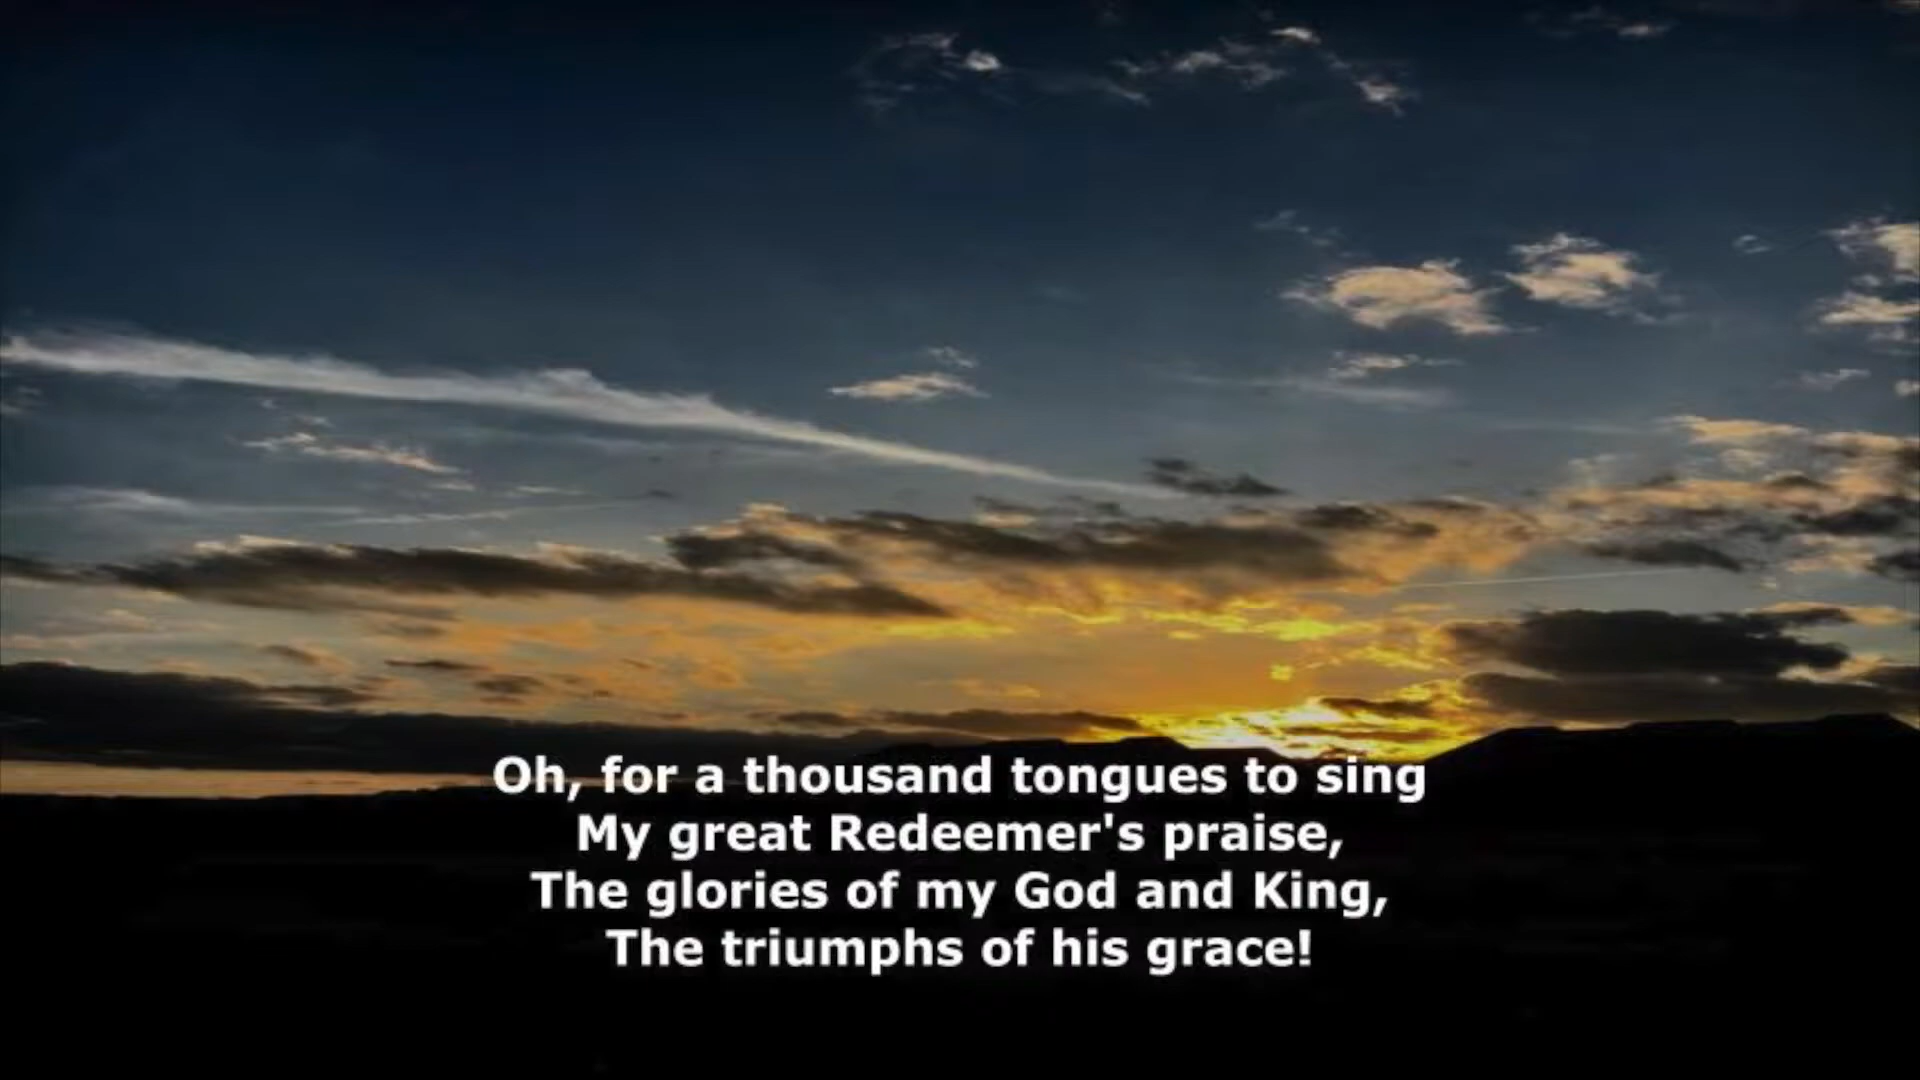 Oh, for a thousand tongues to sing
My great Redeemer's praise,
The glories of my God and King,
The triumphs of his grace!